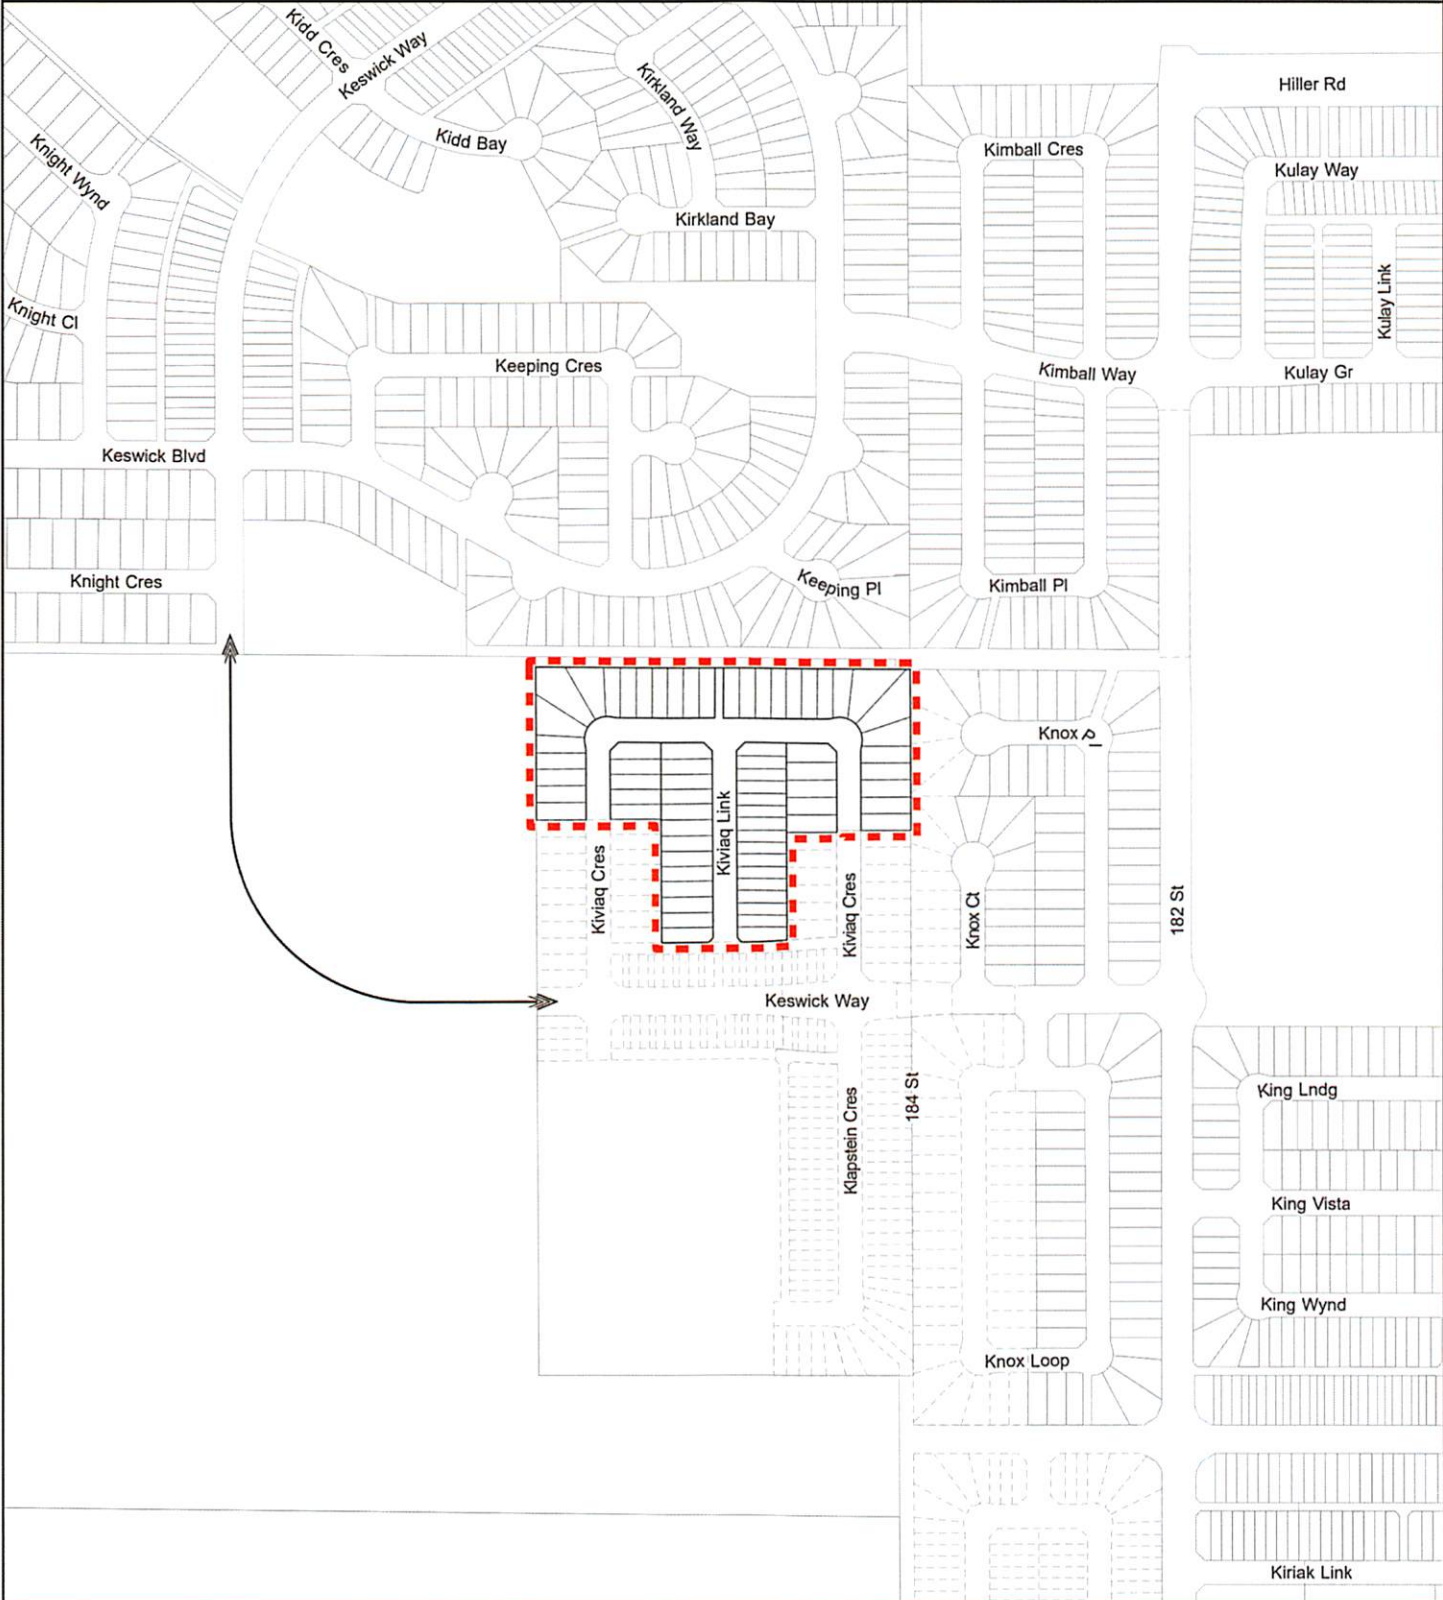 Kidd Cres
Keswick Way
Kirkland Way
Hiller Rd
Kidd Bay
Kimball Cres
Knight Wynd
Kulay Way
Kirkland Bay
Kulay Link
Knight Cl
Keeping Cres
Kimball Way
Kulay Gr
Keswick Blvd
Knight Cres
Keeping Pl
Kimball Pl
Knox Pl
Kiviaq Link
Kiviaq Cres
Kiviaq Cres
Knox Ct
182 St
Keswick Way
184 St
King Lndg
Klapstein Cres
King Vista
King Wynd
Knox Loop
Kiriak Link